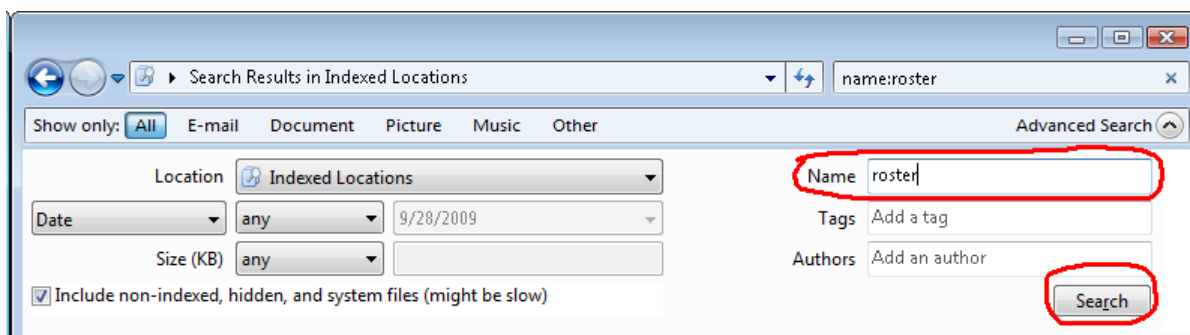 Search Results in Indexed Locations name:roster
Show only: All E-mail Document Picture Music Other Advanced Search
Location Indexed Locations Name roster
Date any 9/28/2009 Tags Add a tag
Size (KB) any Authors Add an author
Include non-indexed, hidden, and system files (might be slow) Search